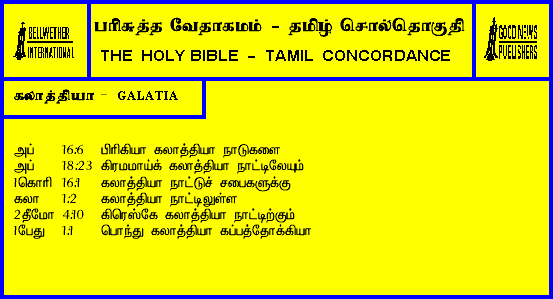 BELLWETHER
INTERNATIONAL
பரிசுத்த வேதாகமம் - தமிழ் சொல்தொகுதி
THE HOLY BIBLE - TAMIL CONCORDANCE
GOOD NEWS
PUBLISHERS
கலாத்தியா - GALATIA
அப் 16:6 பிரிகியா கலாத்தியா நாடுகளை
அப் 18:23 கிரமமாய்க் கலாத்தியா நாட்டிலேயும்
1கொரி 16:1 கலாத்தியா நாட்டுச் சபைகளுக்கு
கலா 1:2 கலாத்தியா நாட்டிலுள்ள
2தீமோ 4:10 கிரெஸ்கே கலாத்தியா நாட்டிற்கும்
1பேது 1:1 பொந்து கலாத்தியா கப்பத்தோக்கியா